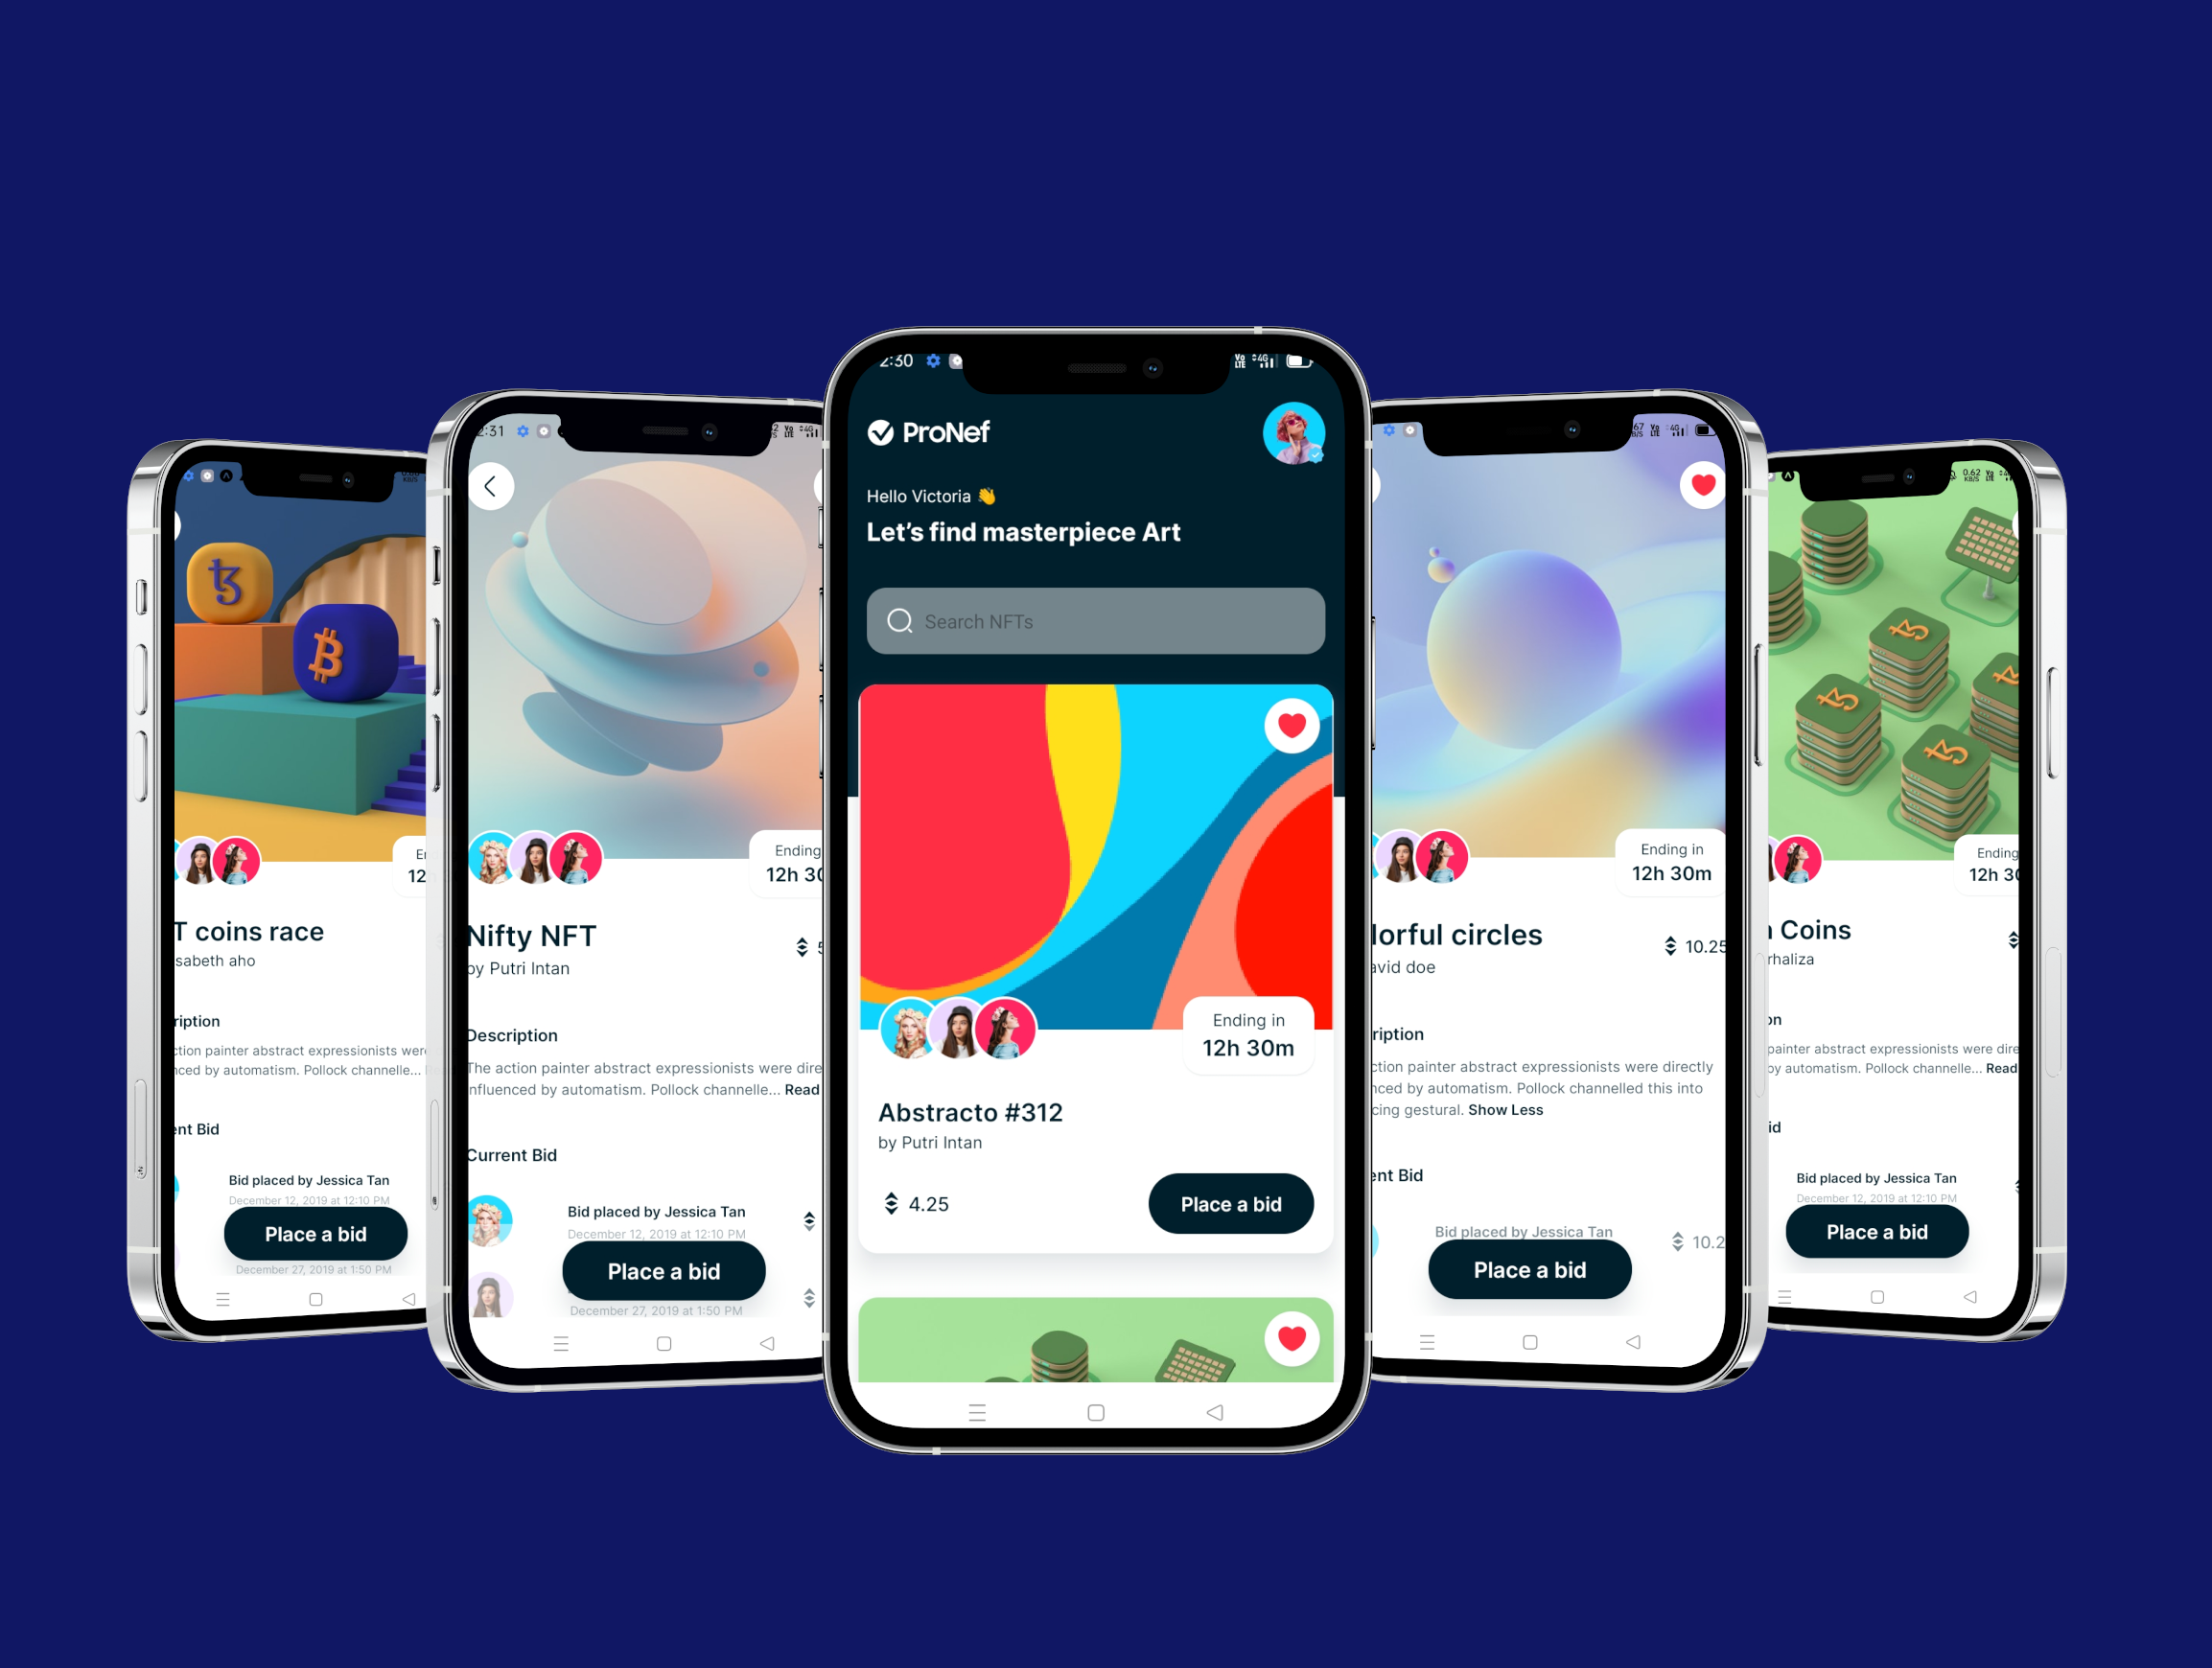 T coins race
sabeth aho
ription
ction painter abstract expressionists were
nced by automatism. Pollock channelle...
ent Bid
Bid placed by Jessica Tan
December 12, 2019 at 12:10 PM
Place a bid
December 27, 2019 at 1:50 PM
2:31
Ending
12h 30
Nifty NFT
by Putri Intan
Description
The action painter abstract expressionists were dire
nfluenced by automatism. Pollock channelle... Read
Current Bid
Bid placed by Jessica Tan
December 12, 2019 at 12:10 PM
Place a bid
December 27, 2019 at 1:50 PM
2:30 Vo LTE 4G
ProNef
Hello Victoria 👋
Let's find masterpiece Art
Search NFTs
Ending in
12h 30m
Abstracto #312
by Putri Intan
4.25 Place a bid
Ending in
12h 30m
lorful circles 10.25
avid doe
ription
ction painter abstract expressionists were directly
nced by automatism. Pollock channelled this into
cing gestural. Show Less
ent Bid
Bid placed by Jessica Tan
10.2
Place a bid
0.62 KB/S
Ending
12h 30
Coins
rhaliza
on
painter abstract expressionists were dire
by automatism. Pollock channelle... Read
id
Bid placed by Jessica Tan
December 12, 2019 at 12:10 PM
Place a bid